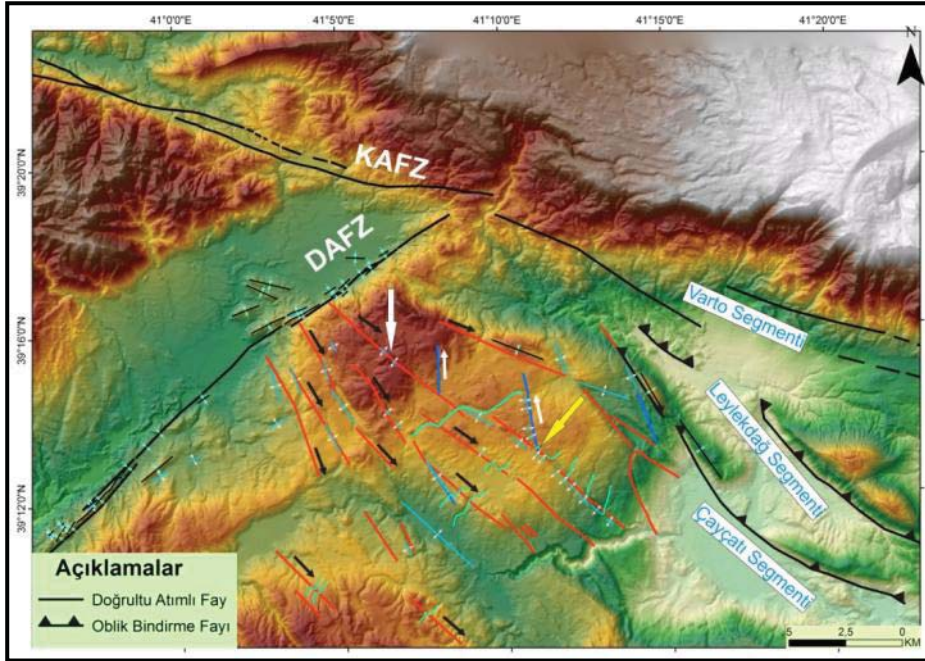 41°0'0"E 41°5'0"E 41°10'0"E 41°15'0"E 41°20'0"E
N
39°20'0"N
39°16'0"N
39°12'0"N
KAFZ
DAFZ
Varto Segmenti
Leylekdağ Segmenti
Çayçatı Segmenti
Açıklamalar
Doğrultu Atımlı Fay
Oblik Bindirme Fayı
5 2.5 0
KM